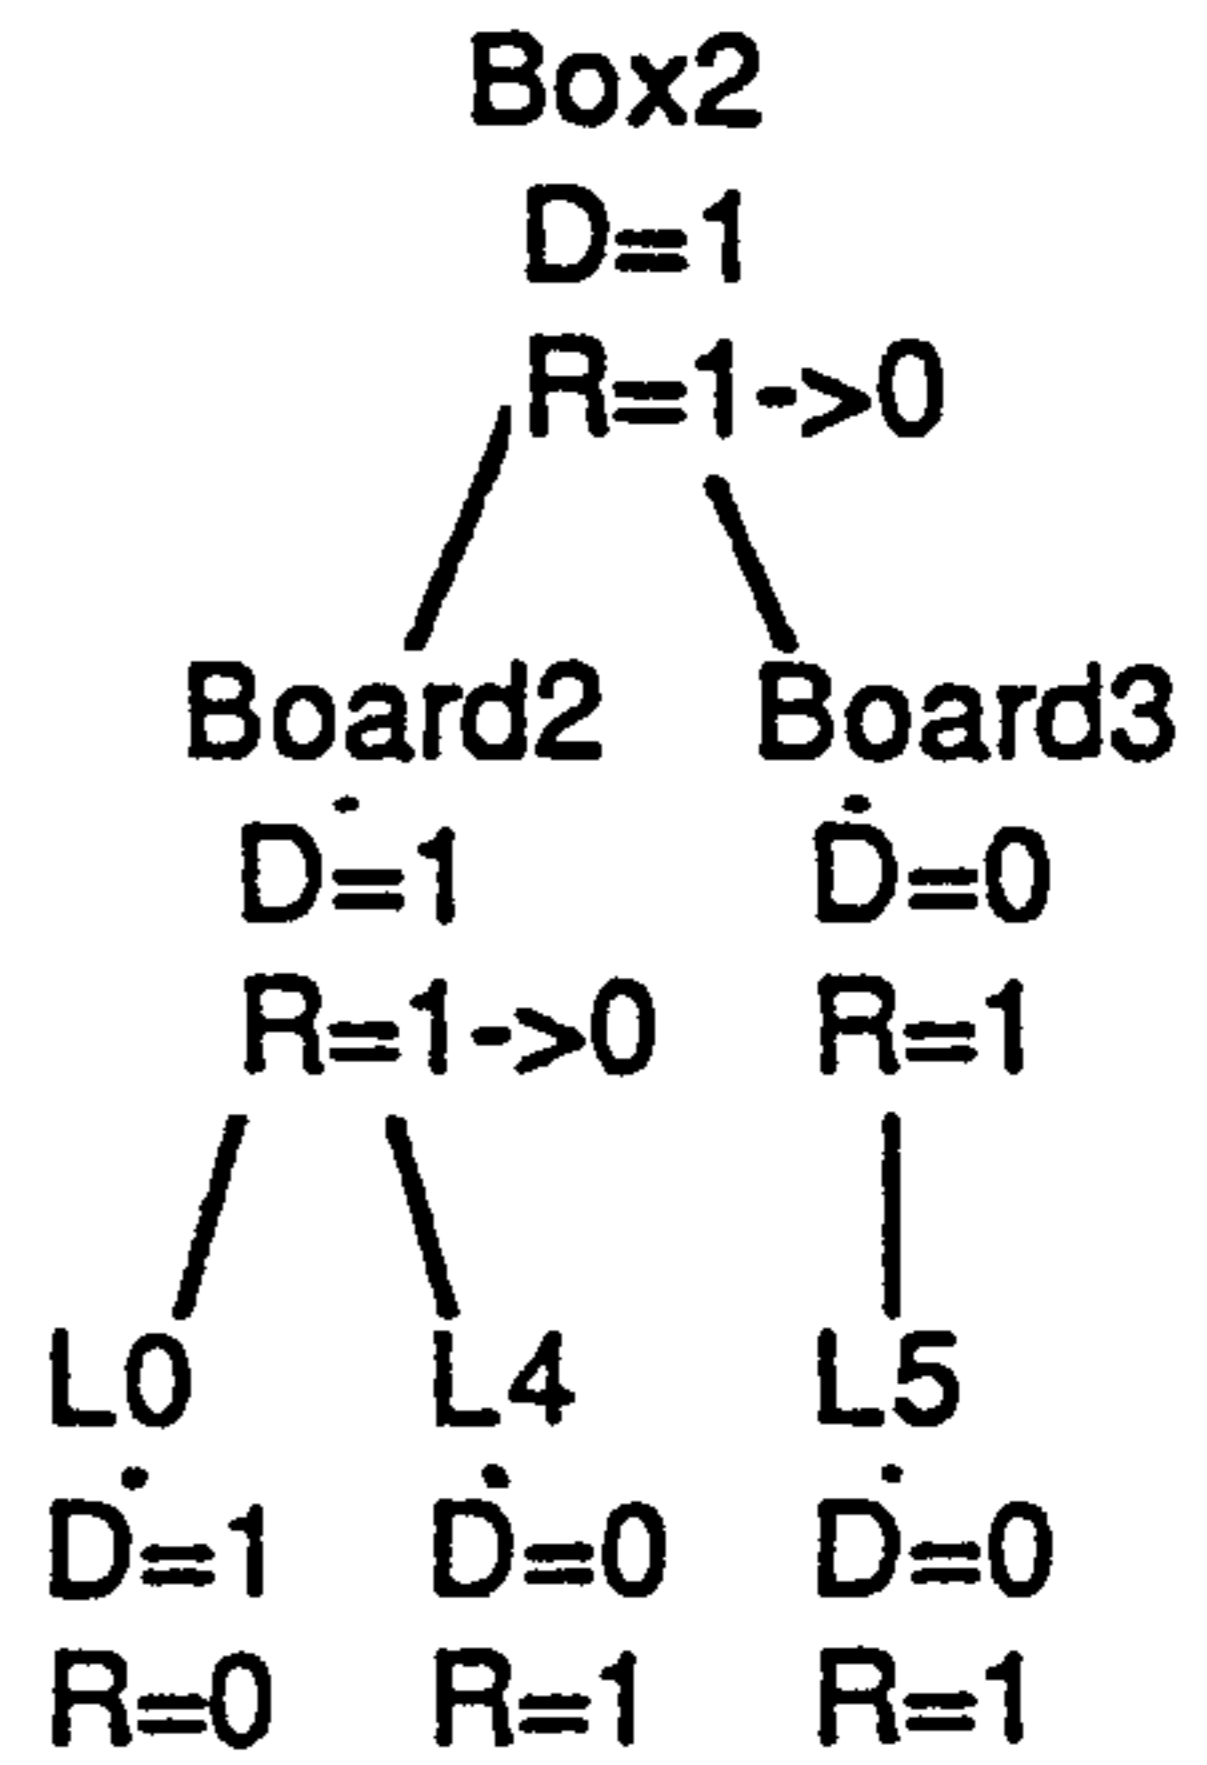 Box2
D=1
R=1->0
Board2 Board3
D=1 D=0
R=1->0 R=1
L0 L4 L5
D=1 D=0 D=0
R=0 R=1 R=1